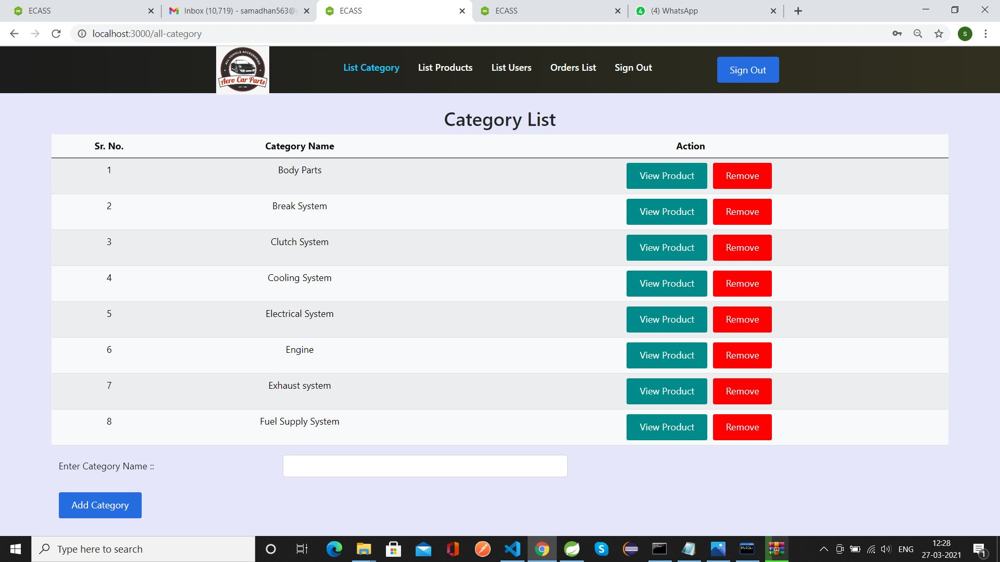 ECASS
Inbox (10,719) - samadhan563@
ECASS
ECASS
(4) WhatsApp
localhost:3000/all-category
S
ALL VEHICLE ACCESSORIES
Aero Car Parts
List Category
List Products
List Users
Orders List
Sign Out
Sign Out
Category List
Sr. No. Category Name Action
1 Body Parts View Product Remove
2 Break System View Product Remove
3 Clutch System View Product Remove
4 Cooling System View Product Remove
5 Electrical System View Product Remove
6 Engine View Product Remove
7 Exhaust system View Product Remove
8 Fuel Supply System View Product Remove
Enter Category Name ::
Add Category
Type here to search
MySQL
ENG
12:28
27-03-2021
1